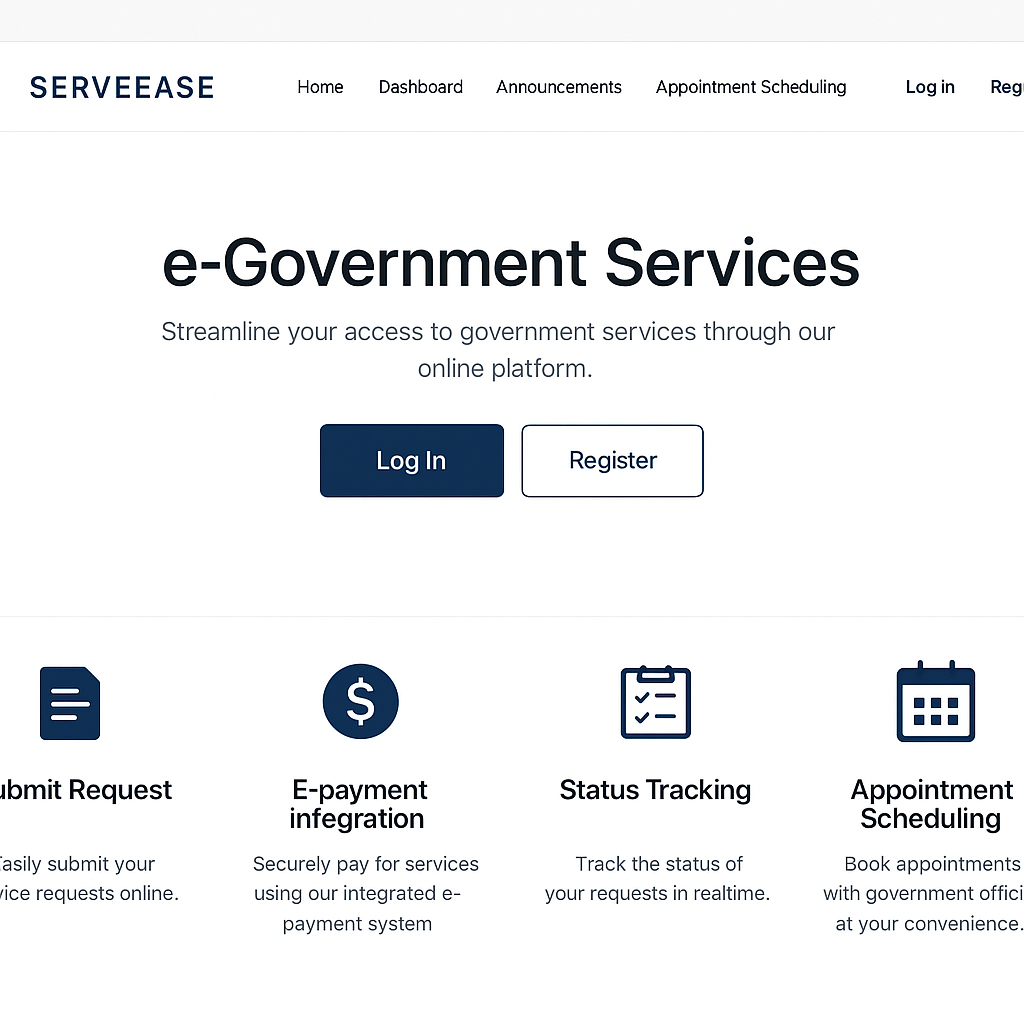 SERVEEASE
Home Dashboard Announcements Appointment Scheduling Log in Reg
e-Government Services
Streamline your access to government services through our
online platform.
Log In Register
ubmit Request
Easily submit your
vice requests online.
E-payment
infegration
Securely pay for services
using our integrated e-
payment system
Status Tracking
Track the status of
your requests in realtime.
Appointment
Scheduling
Book appointments
with government offici
at your convenience.